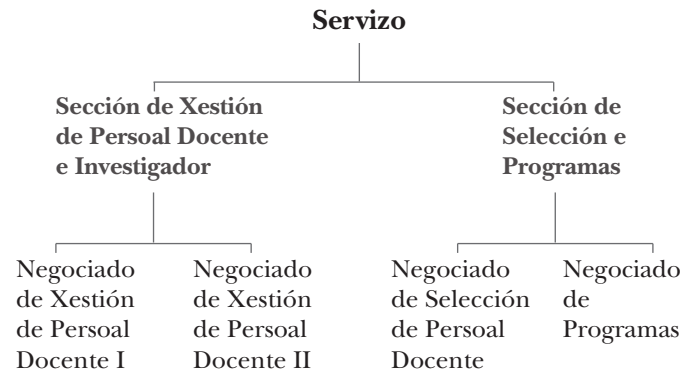 Servizo
Sección de Xestión
de Persoal Docente
e Investigador
Sección de
Selección e
Programas
Negociado
de Xestión
de Persoal
Docente I
Negociado
de Xestión
de Persoal
Docente II
Negociado
de Selección
de Persoal
Docente
Negociado
de
Programas